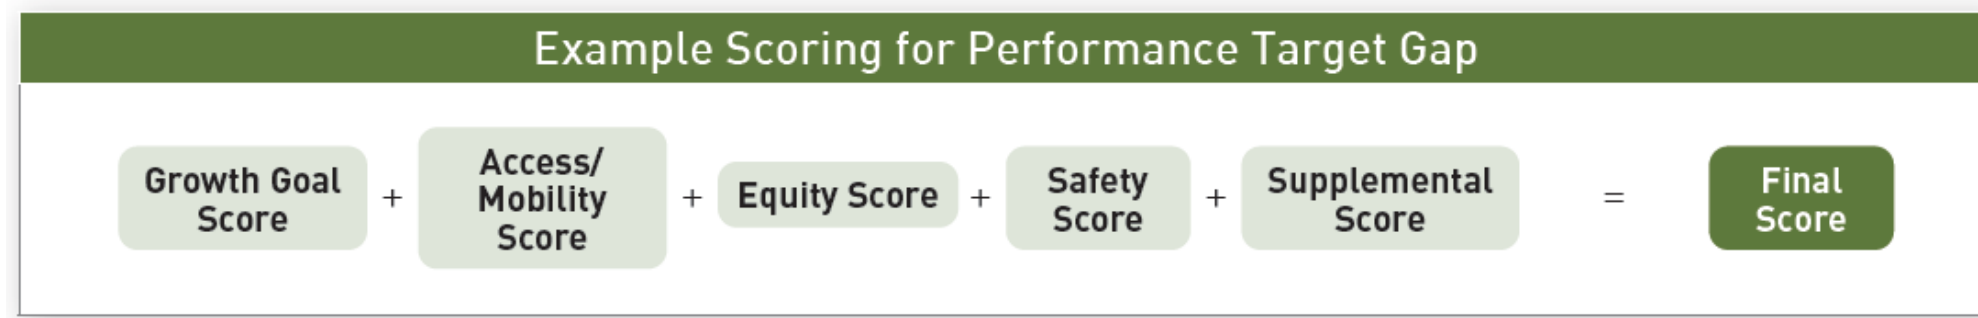 Example Scoring for Performance Target Gap
Growth Goal
Score
+
Access/
Mobility
Score
+
Equity Score
+
Safety
Score
+
Supplemental
Score
=
Final
Score